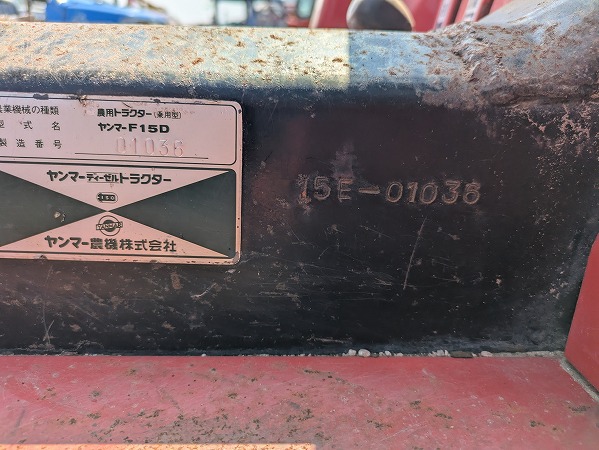 農業機械の種類 農用トラクター(乗用型)
型式名 ヤンマーF15D
製造番号 01038
ヤンマーディーゼルトラクター
YANMAR
ヤンマー農機株式会社
15E-01038